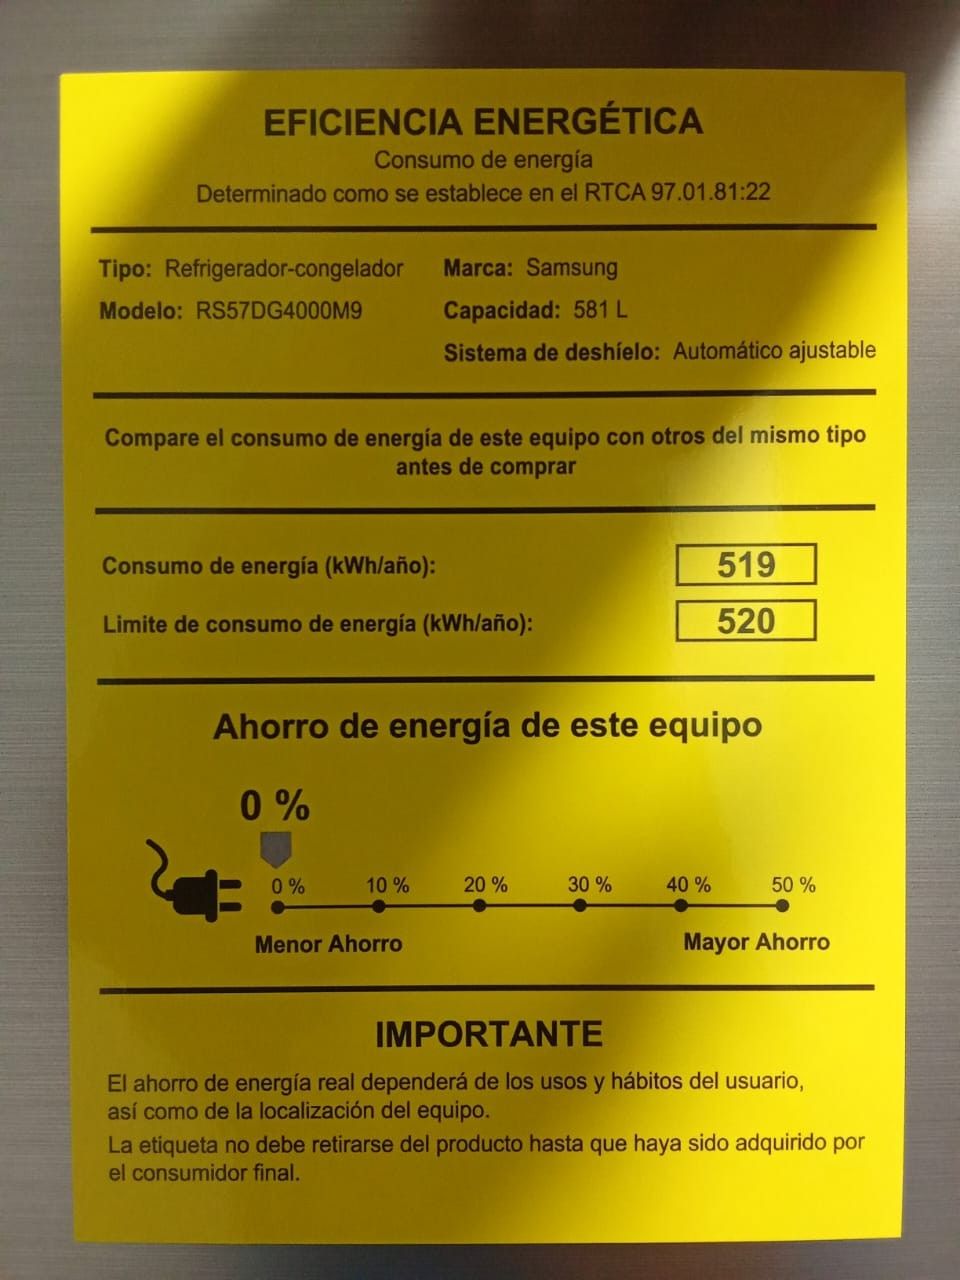 EFICIENCIA ENERGÉTICA
Consumo de energía
Determinado como se establece en el RTCA 97.01.81:22
Tipo: Refrigerador-congelador Marca: Samsung
Modelo: RS57DG4000M9 Capacidad: 581 L
Sistema de deshíelo: Automático ajustable
Compare el consumo de energía de este equipo con otros del mismo tipo
antes de comprar
Consumo de energía (kWh/año): 519
Limite de consumo de energía (kWh/año): 520
Ahorro de energía de este equipo
0 %
0 % 10 % 20 % 30 % 40 % 50 %
Menor Ahorro Mayor Ahorro
IMPORTANTE
El ahorro de energía real dependerá de los usos y hábitos del usuario,
así como de la localización del equipo.
La etiqueta no debe retirarse del producto hasta que haya sido adquirido por
el consumidor final.